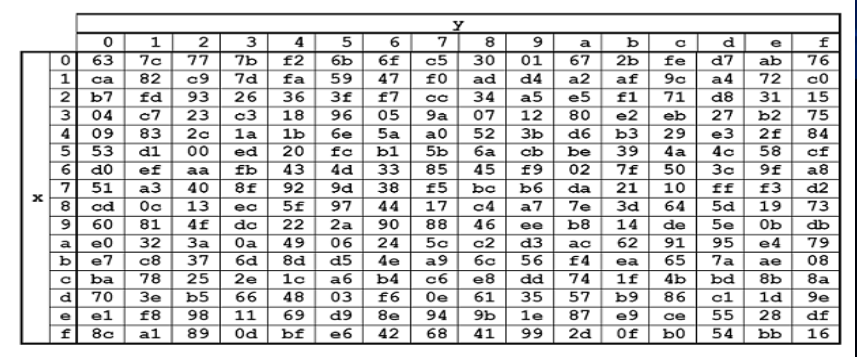 y
0 1 2 3 4 5 6 7 8 9 a b c d e f
0 63 7c 77 7b f2 6b 6f c5 30 01 67 2b fe d7 ab 76
1 ca 82 c9 7d fa 59 47 f0 ad d4 a2 af 9c a4 72 c0
2 b7 fd 93 26 36 3f f7 cc 34 a5 e5 f1 71 d8 31 15
3 04 c7 23 c3 18 96 05 9a 07 12 80 e2 eb 27 b2 75
4 09 83 2c 1a 1b 6e 5a a0 52 3b d6 b3 29 e3 2f 84
5 53 d1 00 ed 20 fc b1 5b 6a cb be 39 4a 4c 58 cf
6 d0 ef aa fb 43 4d 33 85 45 f9 02 7f 50 3c 9f a8
x 7 51 a3 40 8f 92 9d 38 f5 bc b6 da 21 10 ff f3 d2
8 cd 0c 13 ec 5f 97 44 17 c4 a7 7e 3d 64 5d 19 73
9 60 81 4f dc 22 2a 90 88 46 ee b8 14 de 5e 0b db
a e0 32 3a 0a 49 06 24 5c c2 d3 ac 62 91 95 e4 79
b e7 c8 37 6d 8d d5 4e a9 6c 56 f4 ea 65 7a ae 08
c ba 78 25 2e 1c a6 b4 c6 e8 dd 74 1f 4b bd 8b 8a
d 70 3e b5 66 48 03 f6 0e 61 35 57 b9 86 c1 1d 9e
e e1 f8 98 11 69 d9 8e 94 9b 1e 87 e9 ce 55 28 df
f 8c a1 89 0d bf e6 42 68 41 99 2d 0f b0 54 bb 16